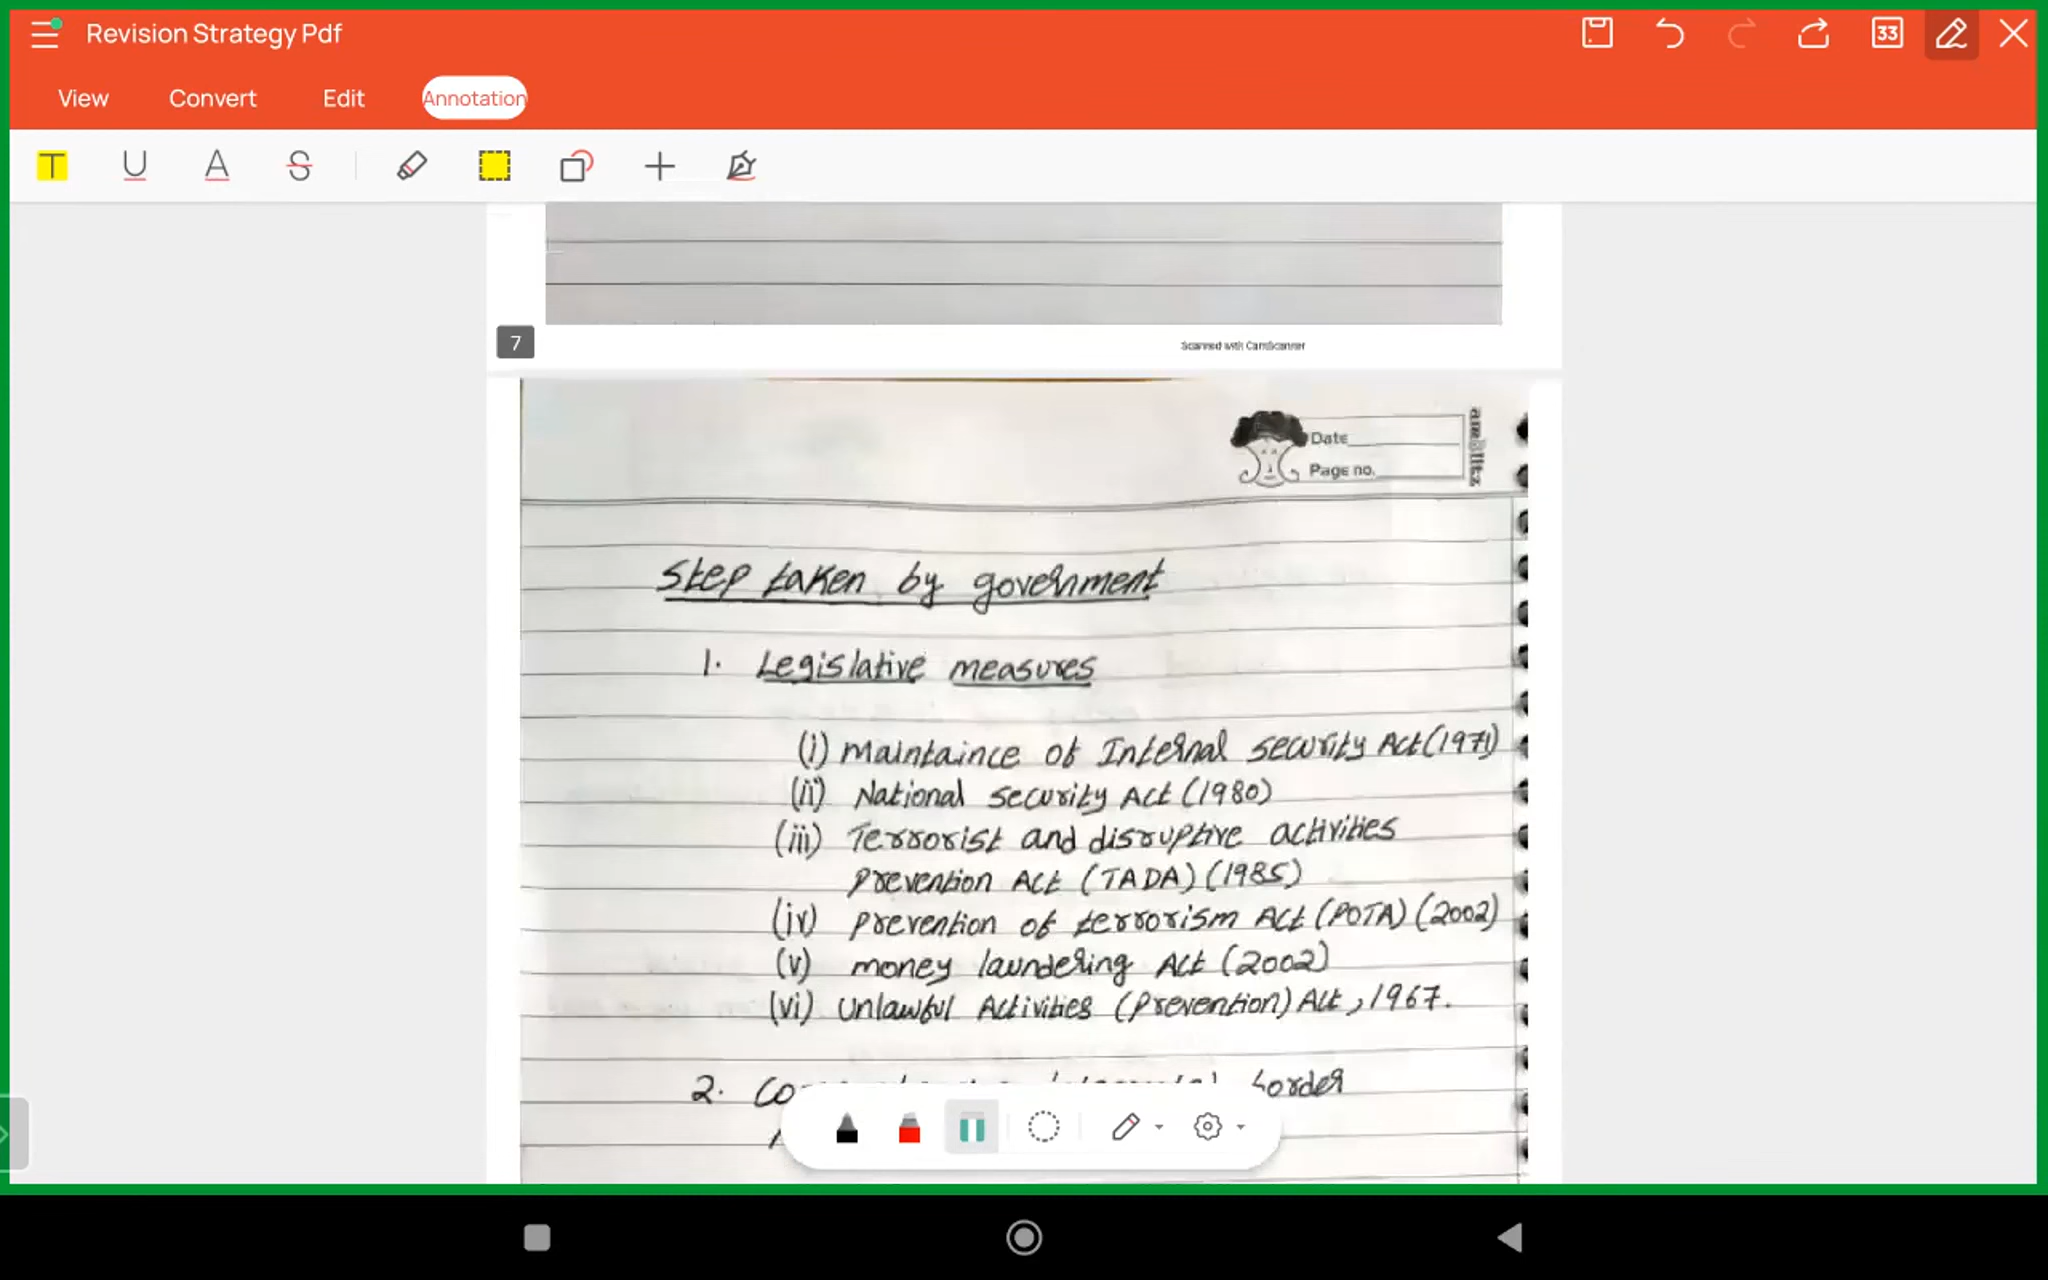 Revision Strategy Pdf
33
View Convert Edit Annotation
T U A S
7
Scanned with CamScanner
Date
Page no.
Step taken by government
1. Legislative measures
(i) Maintaince of Internal security Act (1971)
(ii) National security Act (1980)
(iii) Terrorist and disruptive activities
prevention Act (TADA) (1985)
(iv) prevention of terrorism Act (POTA) (2002)
(v) money laundering Act (2002)
(vi) Unlawful Activities (prevention) Act, 1967.
2. border